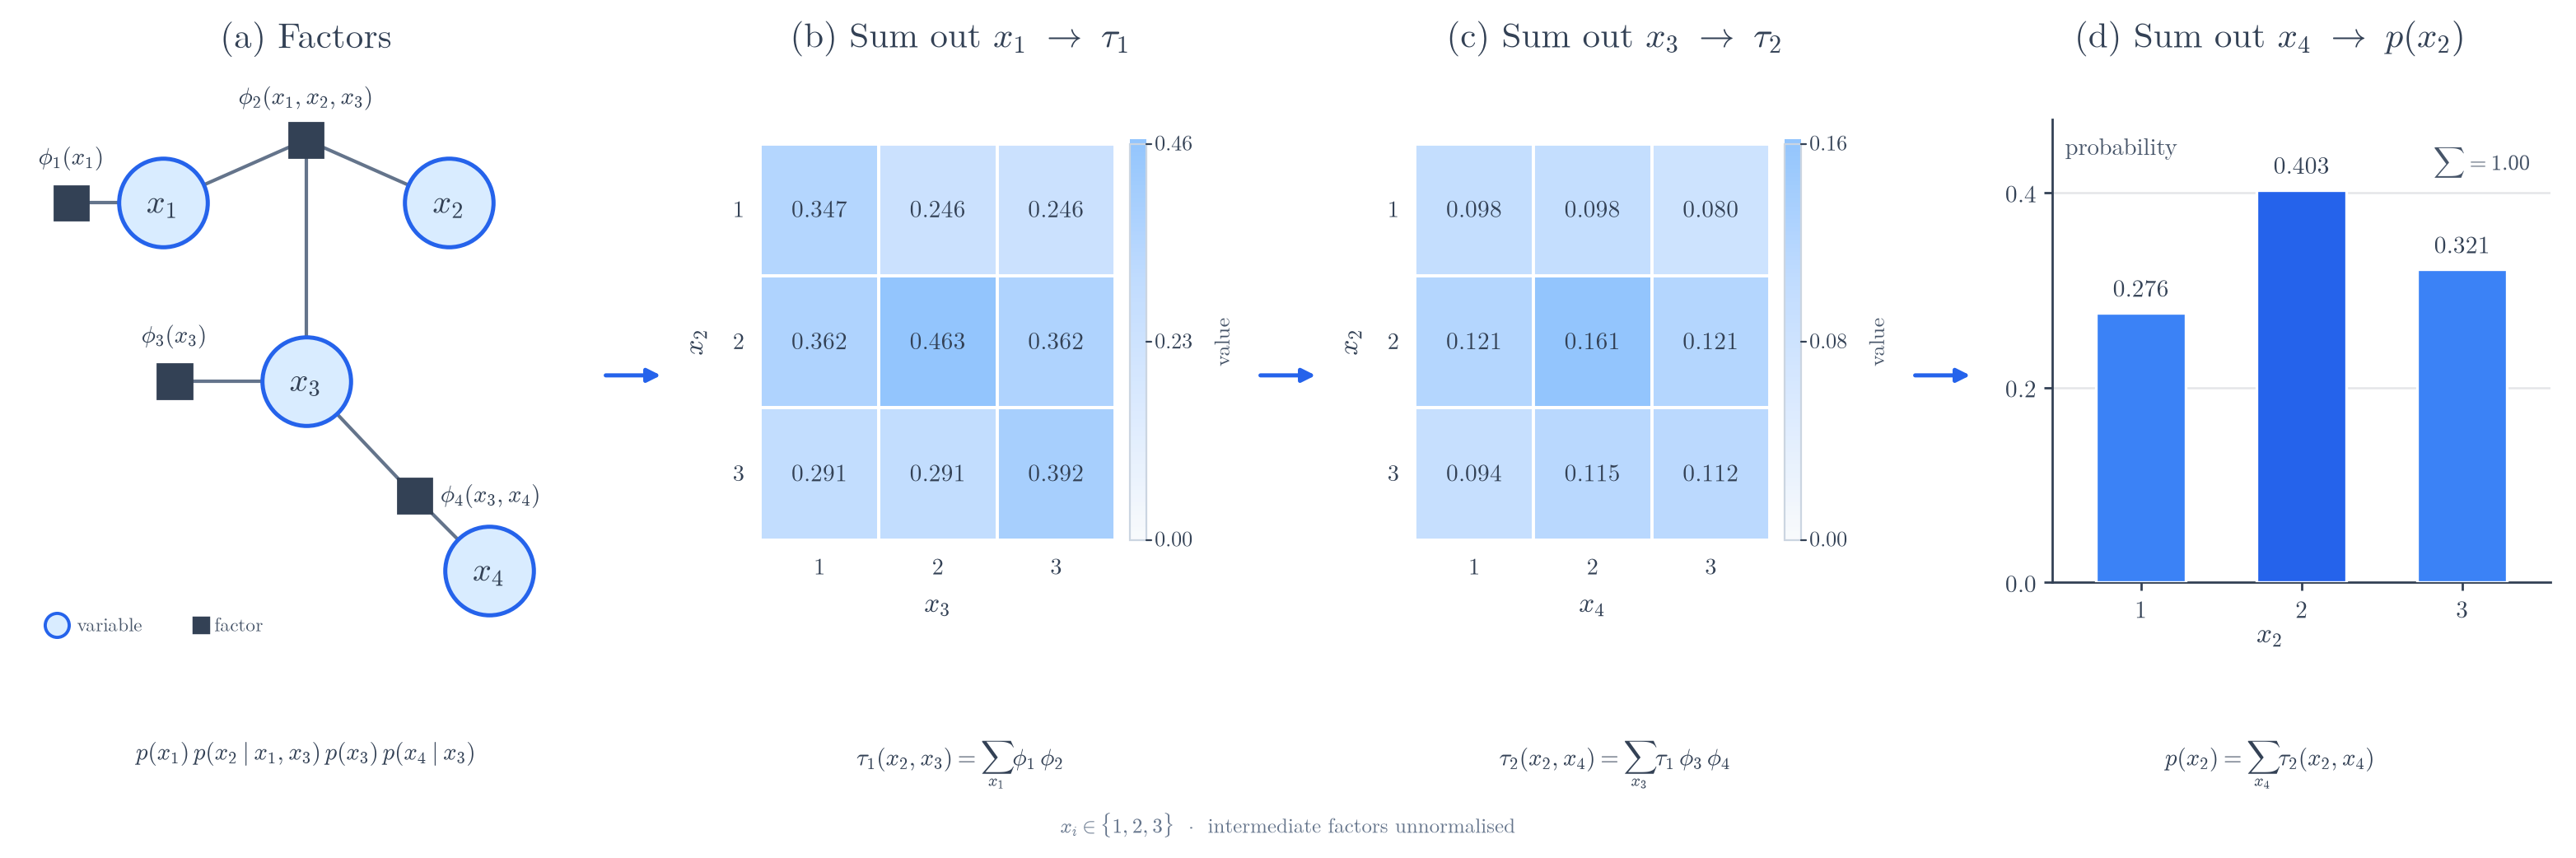 (a) Factors
ϕ₂(x₁, x₂, x₃)
ϕ₁(x₁)
x₁
x₂
ϕ₃(x₃)
x₃
ϕ₄(x₃, x₄)
x₄
variable
factor
p(x₁) p(x₂ | x₁, x₃) p(x₃) p(x₄ | x₃)
(b) Sum out x₁ → τ₁
x₂
1 0.347 0.246 0.246
2 0.362 0.463 0.362
3 0.291 0.291 0.392
1 2 3
x₃
0.46
0.23
0.00
value
τ₁(x₂, x₃) = ∑x₁ ϕ₁ ϕ₂
(c) Sum out x₃ → τ₂
x₂
1 0.098 0.098 0.080
2 0.121 0.161 0.121
3 0.094 0.115 0.112
1 2 3
x₄
0.16
0.08
0.00
value
τ₂(x₂, x₄) = ∑x₃ τ₁ ϕ₃ ϕ₄
(d) Sum out x₄ → p(x₂)
probability
∑ = 1.00
0.4
0.2
0.0
0.276
0.403
0.321
1 2 3
x₂
p(x₂) = ∑x₄ τ₂(x₂, x₄)
xᵢ ∈ {1, 2, 3} · intermediate factors unnormalised